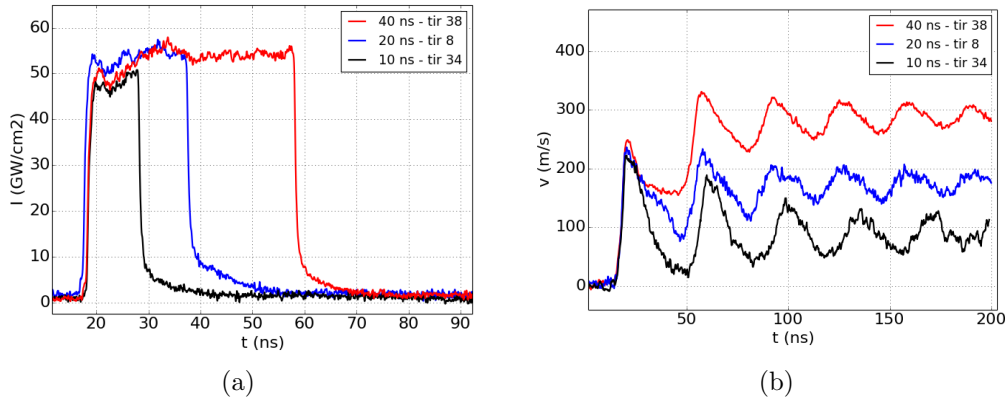 60
50
40
30
20
10
0
I (GW/cm2)
20 30 40 50 60 70 80 90
t (ns)
40 ns - tir 38
20 ns - tir 8
10 ns - tir 34
(a)
400
300
200
100
0
v (m/s)
50 100 150 200
t (ns)
40 ns - tir 38
20 ns - tir 8
10 ns - tir 34
(b)